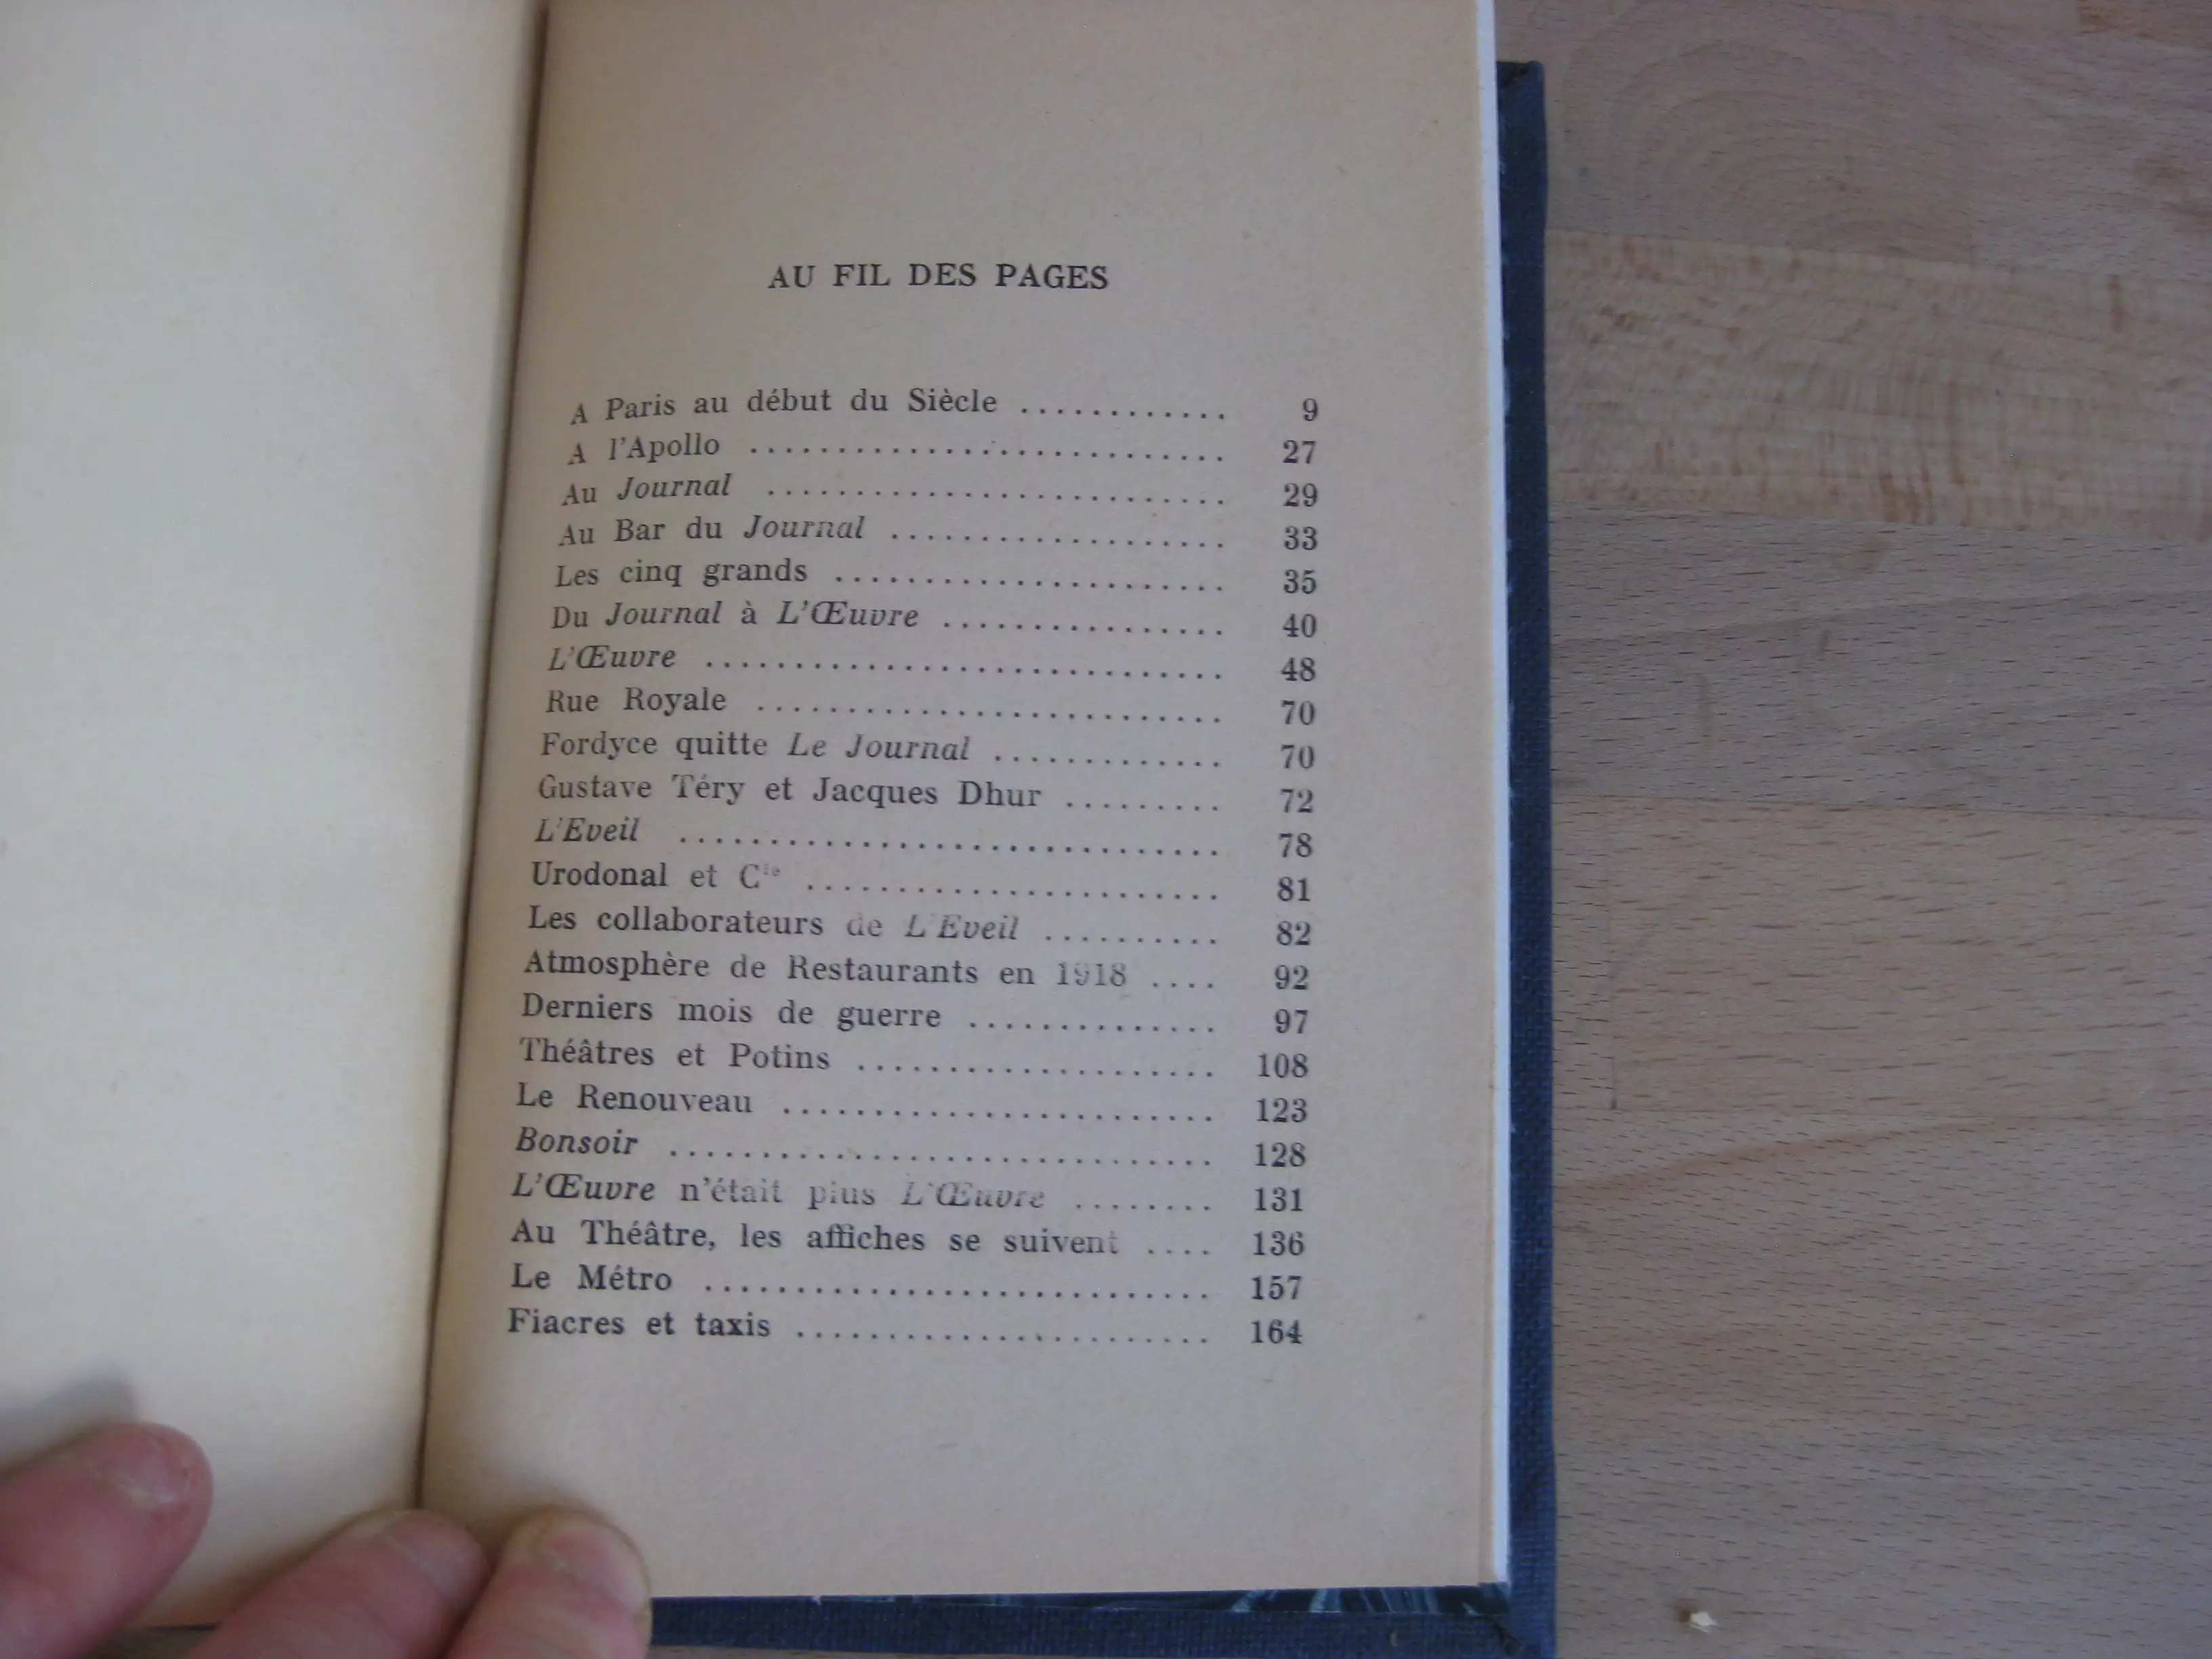 AU FIL DES PAGES
A Paris au début du Siècle ............ 9
A l'Apollo ........................... 27
Au Journal .......................... 29
Au Bar du Journal ................... 33
Les cinq grands ...................... 35
Du Journal à L'Œuvre ................ 40
L'Œuvre ............................. 48
Rue Royale .......................... 70
Fordyce quitte Le Journal ............. 70
Gustave Téry et Jacques Dhur ......... 72
L'Eveil .............................. 78
Urodonal et Cie ....................... 81
Les collaborateurs de L'Eveil .......... 82
Atmosphère de Restaurants en 1918 .... 92
Derniers mois de guerre .............. 97
Théâtres et Potins .................... 108
Le Renouveau ........................ 123
Bonsoir .............................. 128
L'Œuvre n'était plus L'Œuvre ........ 131
Au Théâtre, les affiches se suivent .... 136
Le Métro ............................ 157
Fiacres et taxis ....................... 164